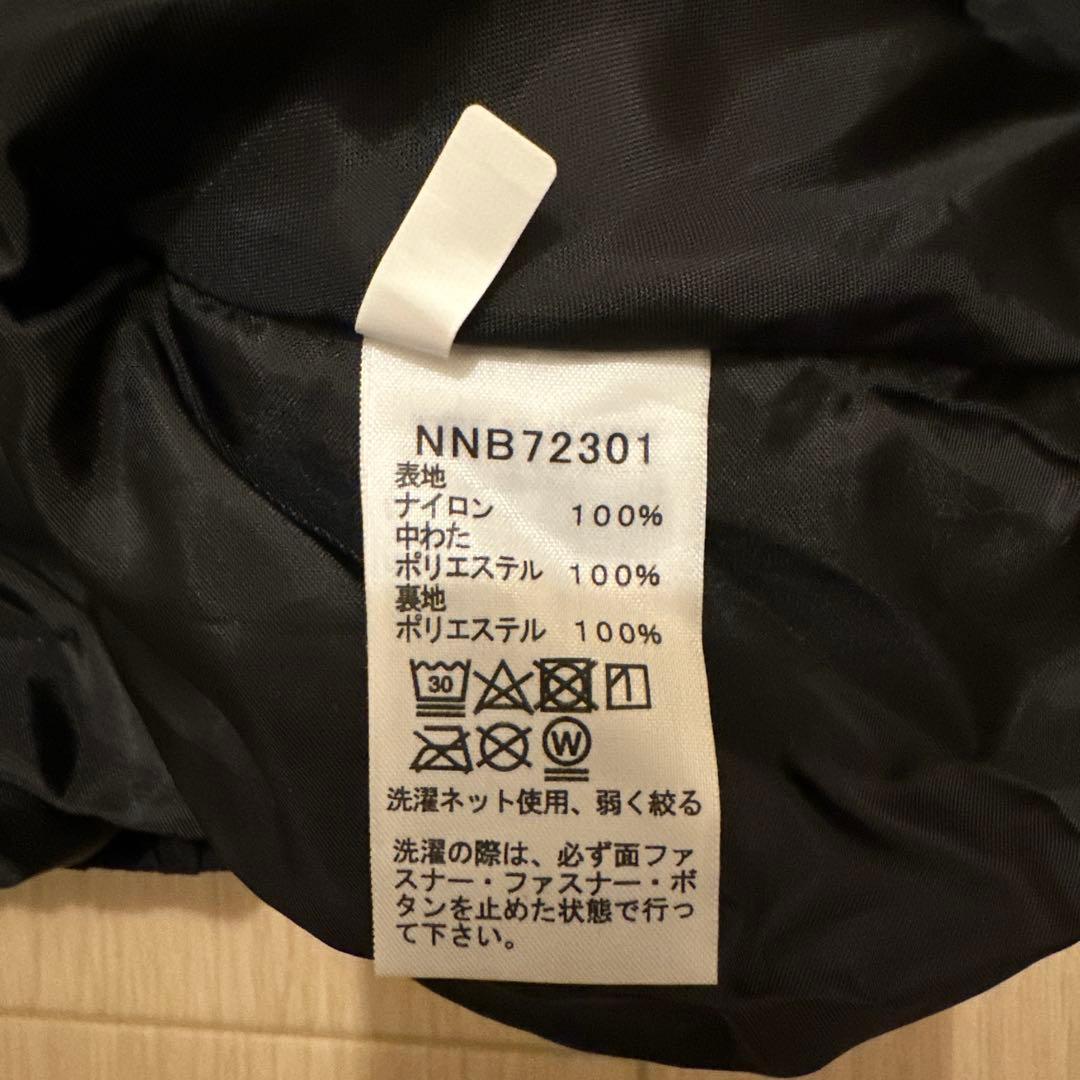 NNB72301
表地
ナイロン 100%
中わた
ポリエステル 100%
裏地
ポリエステル 100%
30
W
洗濯ネット使用、弱く絞る
洗濯の際は、必ず面ファ
スナー・ファスナー・ボ
タンを止めた状態で行っ
て下さい。